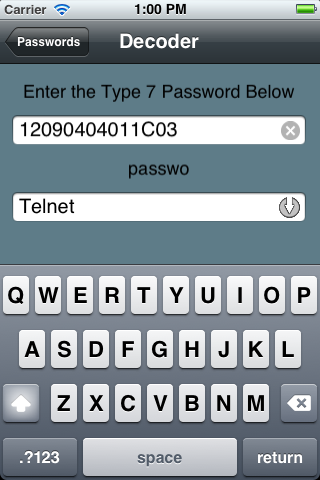 Carrier 1:00 PM
Passwords Decoder
Enter the Type 7 Password Below
12090404011C03
passwo
Telnet
Q W E R T Y U I O P
A S D F G H J K L
Z X C V B N M
.?123 space return